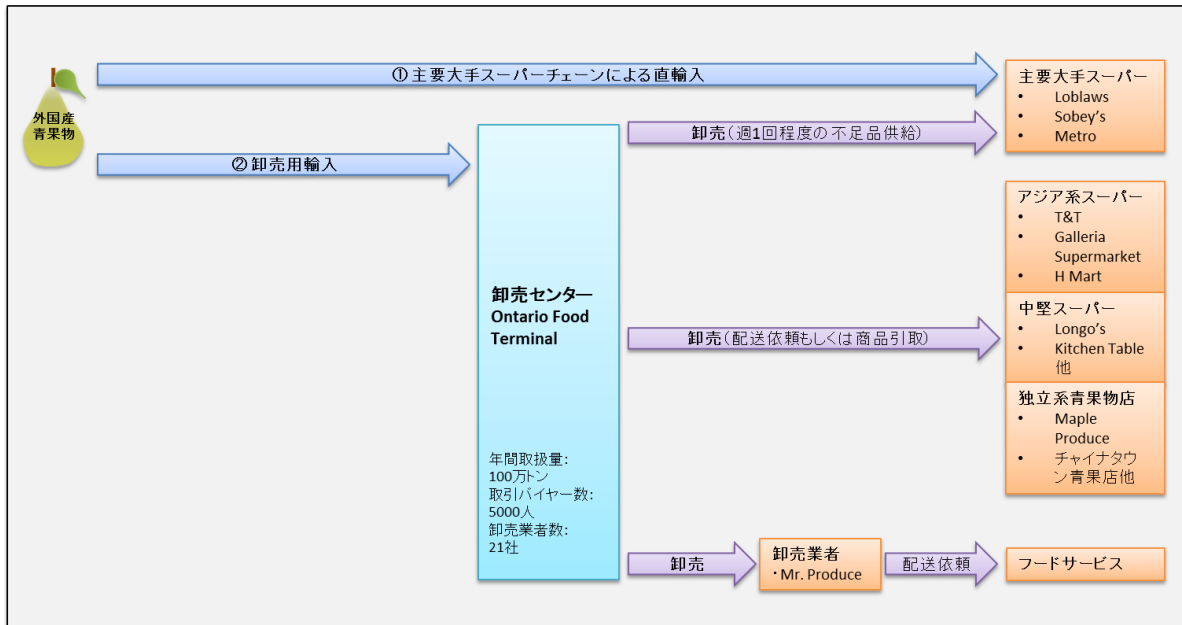 外国産
青果物
①主要大手スーパーチェーンによる直輸入
②卸売用輸入
卸売センター
Ontario Food
Terminal
年間取扱量：
100万トン
取引バイヤー数：
5000人
卸売業者数：
21社
卸売（週1回程度の不足品供給）
卸売（配送依頼もしくは商品引取）
卸売
卸売業者
・Mr. Produce
配送依頼
主要大手スーパー
• Loblaws
• Sobey’s
• Metro
アジア系スーパー
• T&T
• Galleria
Supermarket
• H Mart
中堅スーパー
• Longo’s
• Kitchen Table
他
独立系青果物店
• Maple
Produce
• チャイナタウ
ン青果店他
フードサービス